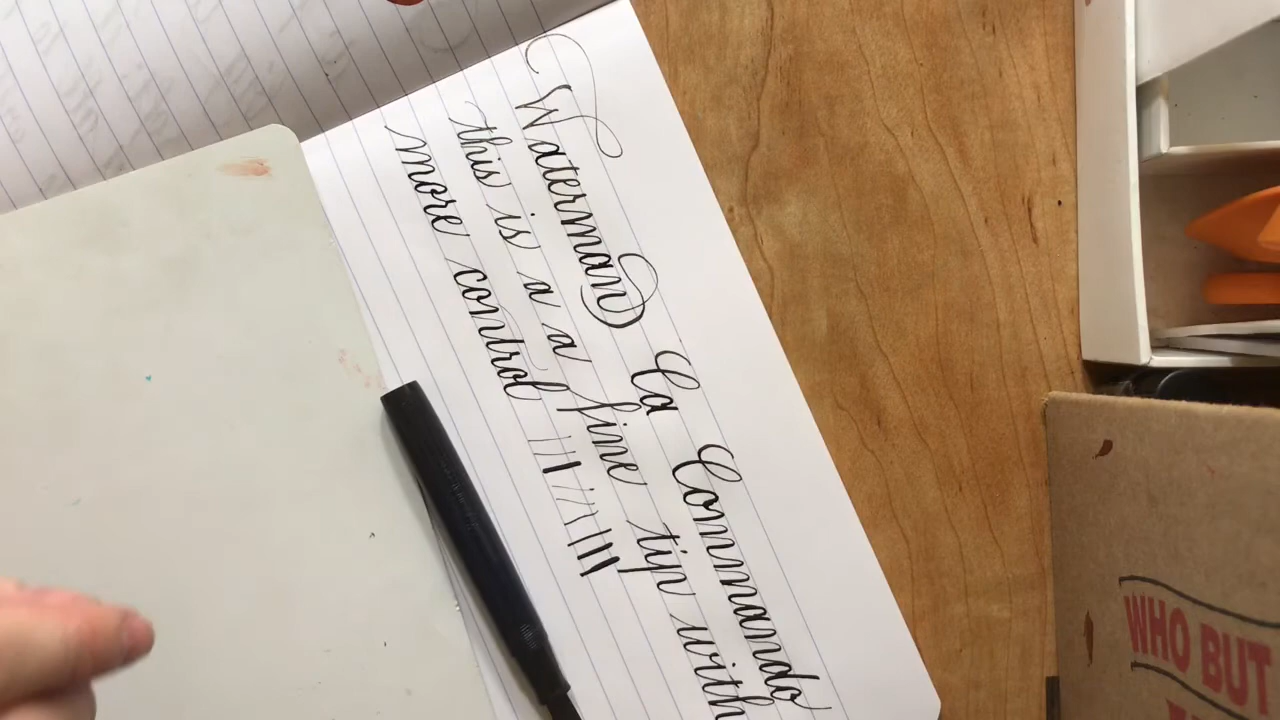 Waterman Ca Commando
this is a a fine tip with
more control
WHO BUT